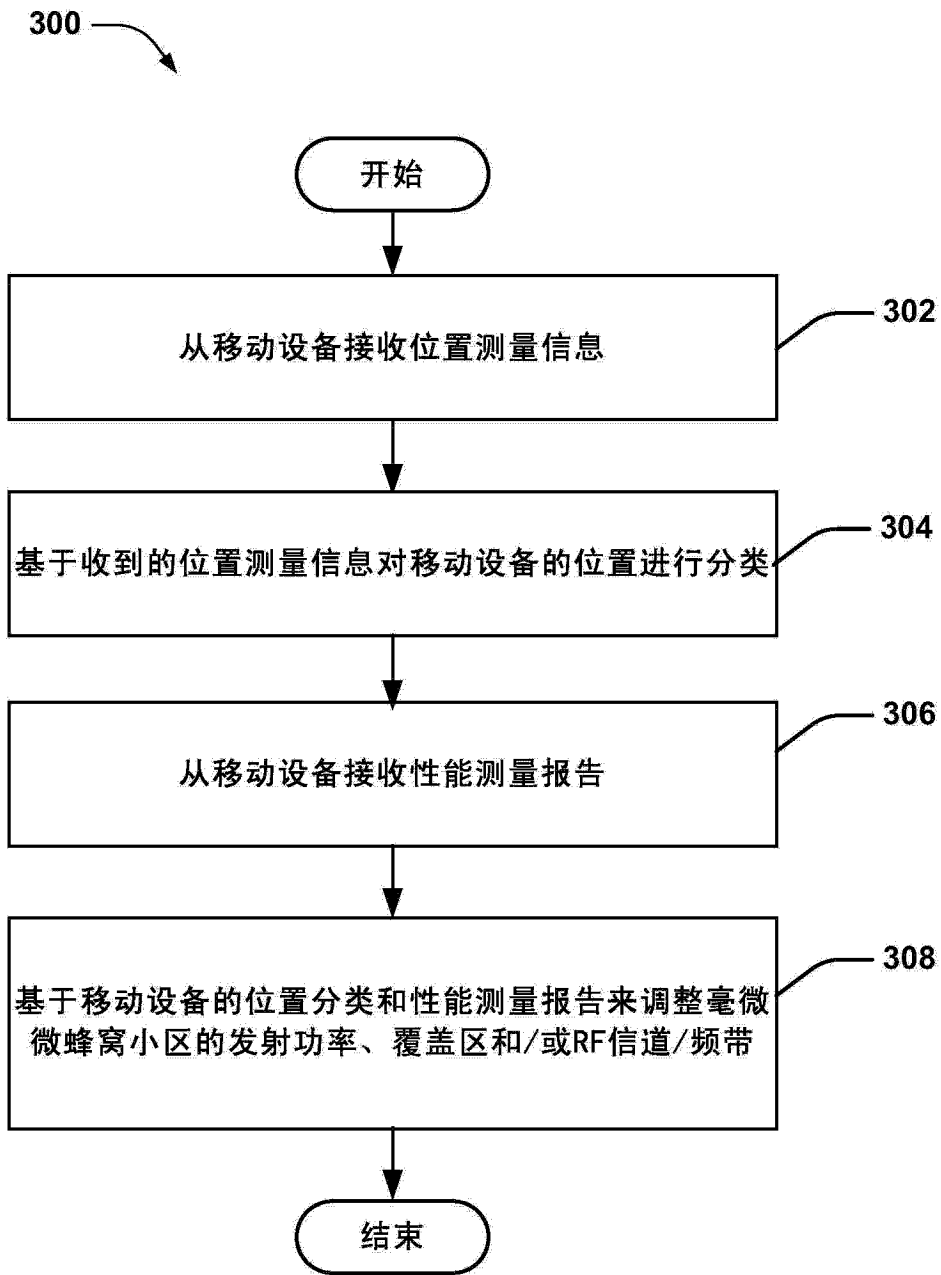 300
开始
从移动设备接收位置测量信息
302
基于收到的位置测量信息对移动设备的位置进行分类
304
从移动设备接收性能测量报告
306
基于移动设备的位置分类和性能测量报告来调整毫微
微蜂窝小区的发射功率、覆盖区和/或RF信道/频带
308
结束